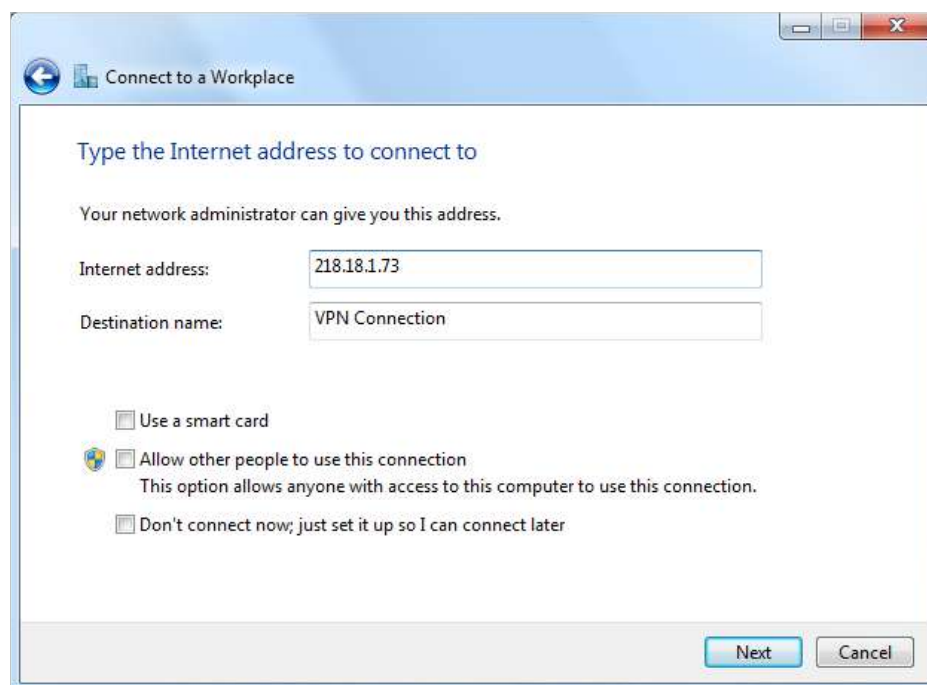 Connect to a Workplace
Type the Internet address to connect to
Your network administrator can give you this address.
Internet address: 218.18.1.73
Destination name: VPN Connection
Use a smart card
Allow other people to use this connection
This option allows anyone with access to this computer to use this connection.
Don't connect now; just set it up so I can connect later
Next Cancel